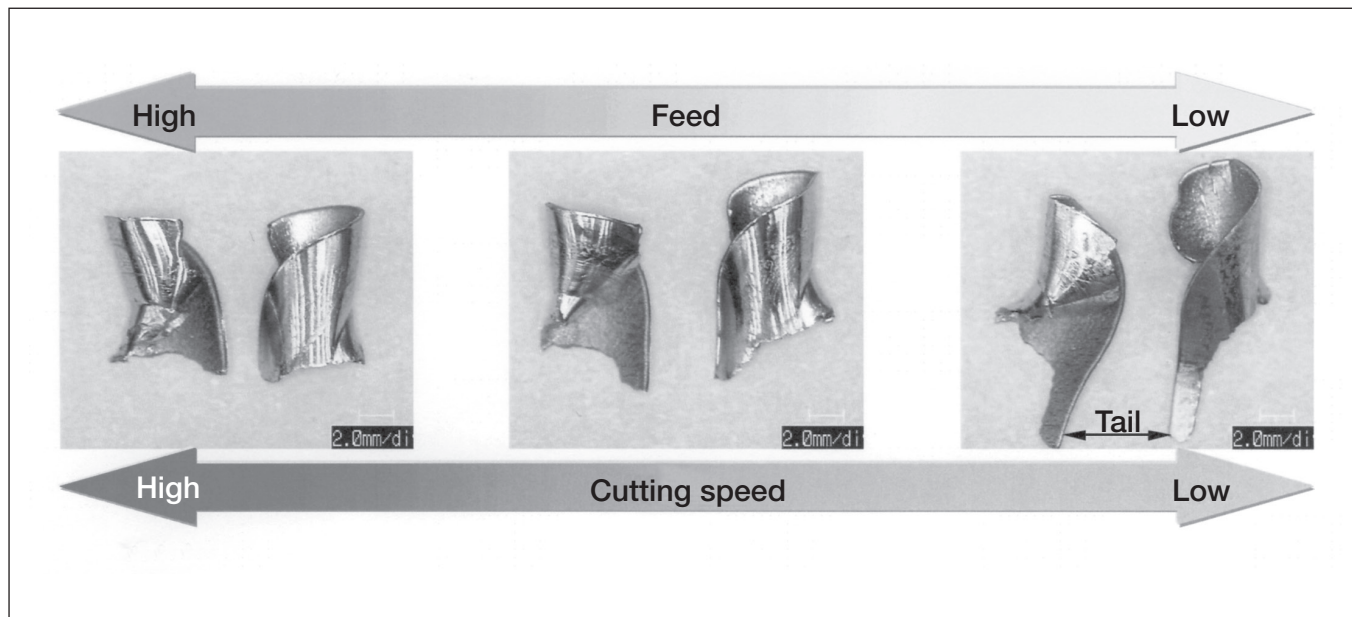 High Feed Low
2.0mm/di
2.0mm/di
Tail
2.0mm/di
High Cutting speed Low